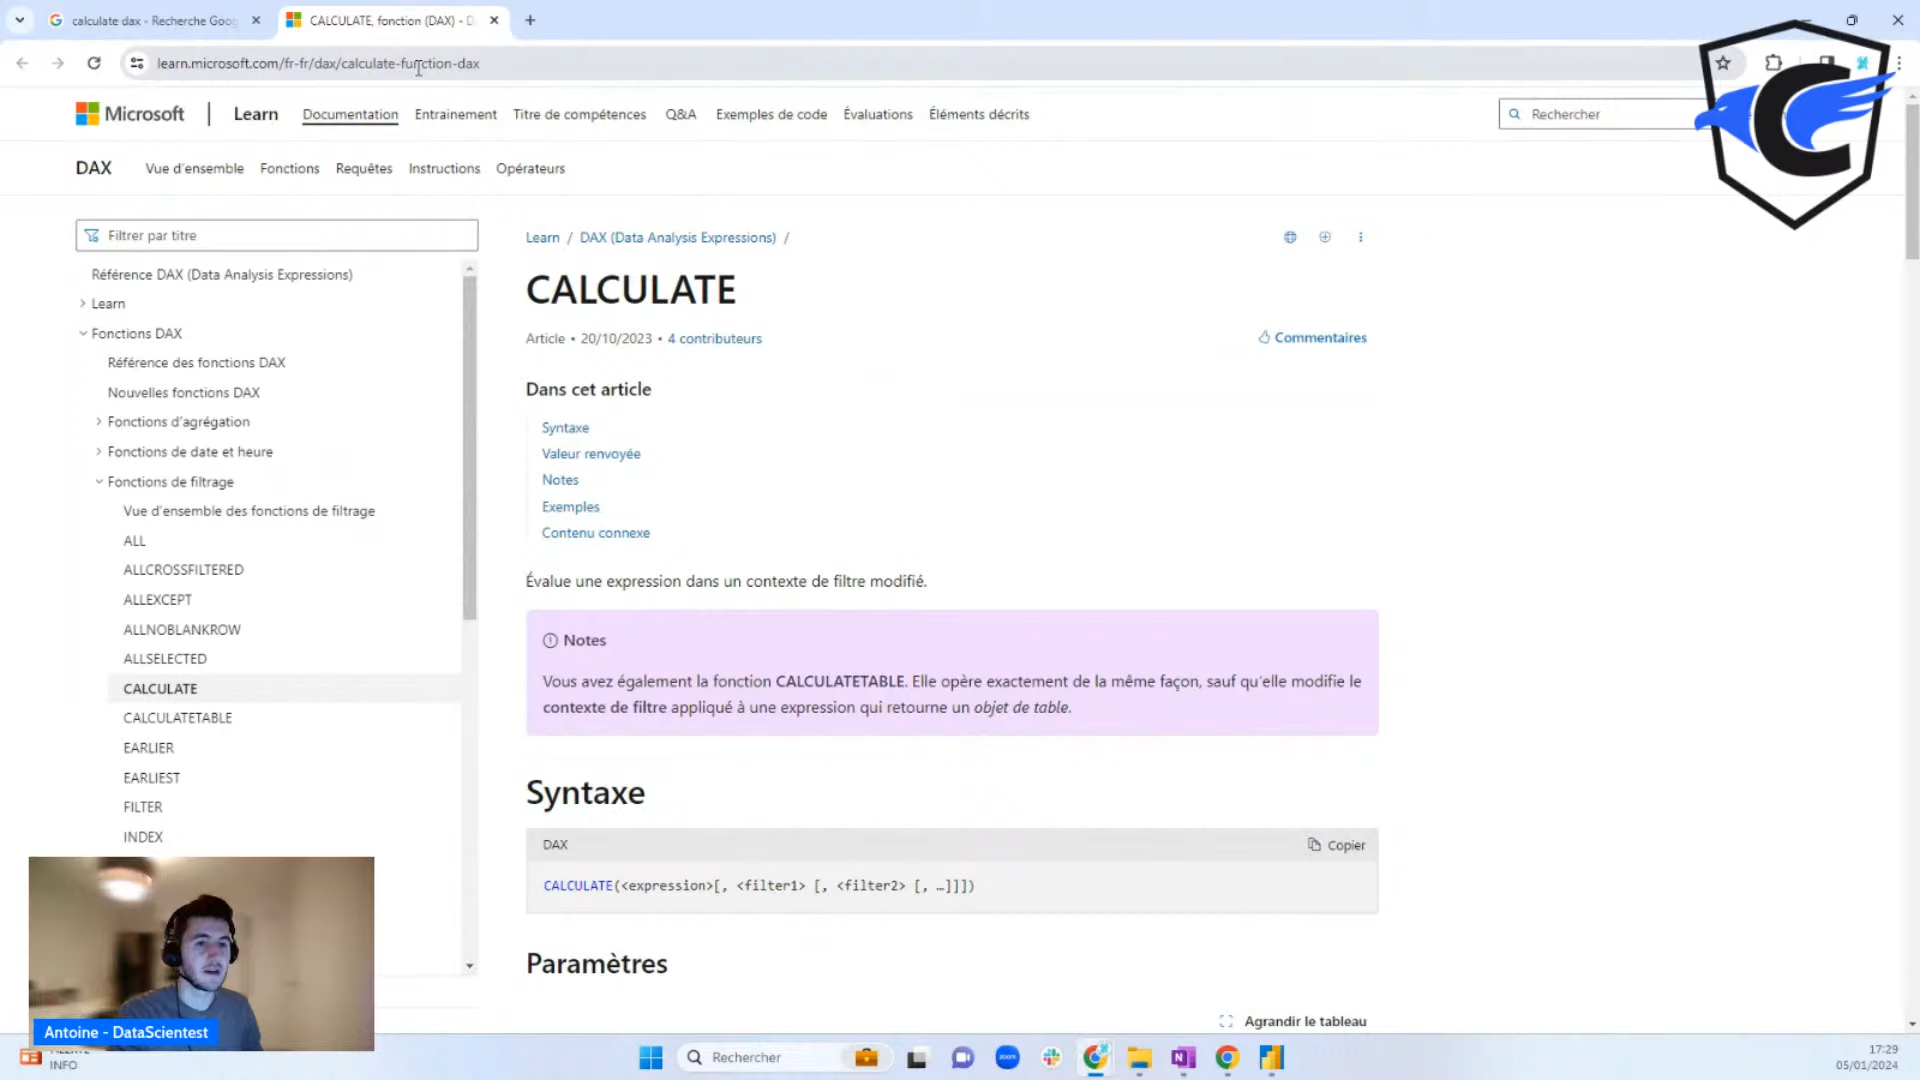 calculate dax - Recherche Goo
CALCULATE, fonction (DAX) - D
learn.microsoft.com/fr-fr/dax/calculate-function-dax
Microsoft
Learn
Documentation
Entrainement
Titre de compétences
Q&A
Exemples de code
Évaluations
Éléments décrits
Rechercher
C
DAX
Vue d'ensemble
Fonctions
Requêtes
Instructions
Opérateurs
Filtrer par titre
Référence DAX (Data Analysis Expressions)
Learn
Fonctions DAX
Référence des fonctions DAX
Nouvelles fonctions DAX
Fonctions d'agrégation
Fonctions de date et heure
Fonctions de filtrage
Vue d'ensemble des fonctions de filtrage
ALL
ALLCROSSFILTERED
ALLEXCEPT
ALLNOBLANKROW
ALLSELECTED
CALCULATE
CALCULATETABLE
EARLIER
EARLIEST
FILTER
INDEX
Learn / DAX (Data Analysis Expressions) /
CALCULATE
Article • 20/10/2023 • 4 contributeurs
Commentaires
Dans cet article
Syntaxe
Valeur renvoyée
Notes
Exemples
Contenu connexe
Évalue une expression dans un contexte de filtre modifié.
Notes
Vous avez également la fonction CALCULATETABLE. Elle opère exactement de la même façon, sauf qu'elle modifie le
contexte de filtre appliqué à une expression qui retourne un objet de table.
Syntaxe
DAX
Copier
CALCULATE(<expression>[, <filter1> [, <filter2> [, …]]])
Paramètres
Agrandir le tableau
Antoine - DataScientest
INFO
Rechercher
zoom
17:29
05/01/2024